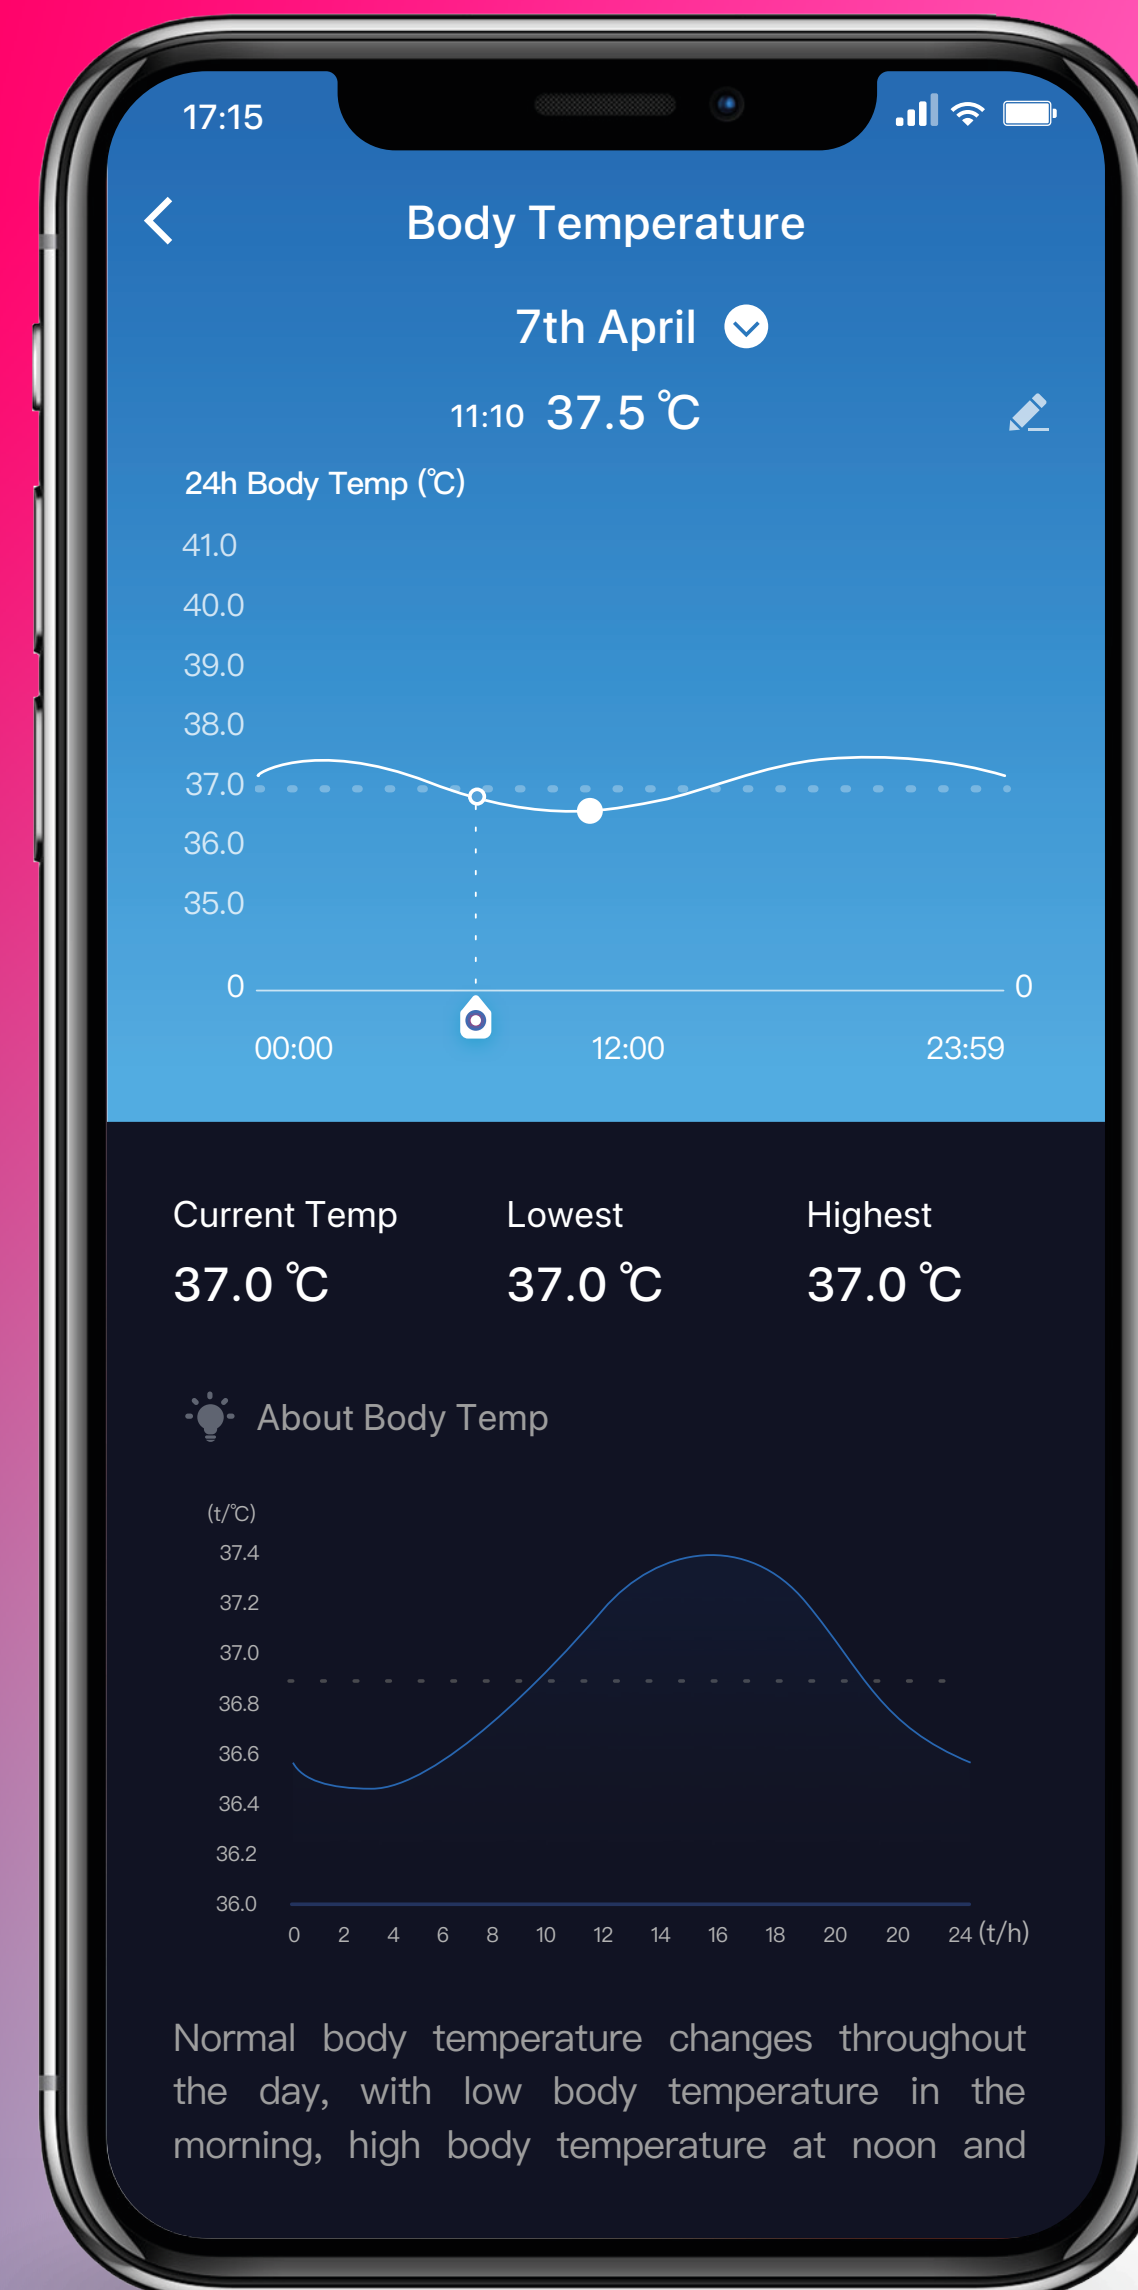 17:15
Body Temperature
7th April
11:10 37.5 ℃
24h Body Temp (℃)
41.0
40.0
39.0
38.0
37.0
36.0
35.0
0 0
00:00 12:00 23:59
Current Temp Lowest Highest
37.0 ℃ 37.0 ℃ 37.0 ℃
About Body Temp
(t/℃)
37.4
37.2
37.0
36.8
36.6
36.4
36.2
36.0
0 2 4 6 8 10 12 14 16 18 20 20 24 (t/h)
Normal body temperature changes throughout
the day, with low body temperature in the
morning, high body temperature at noon and